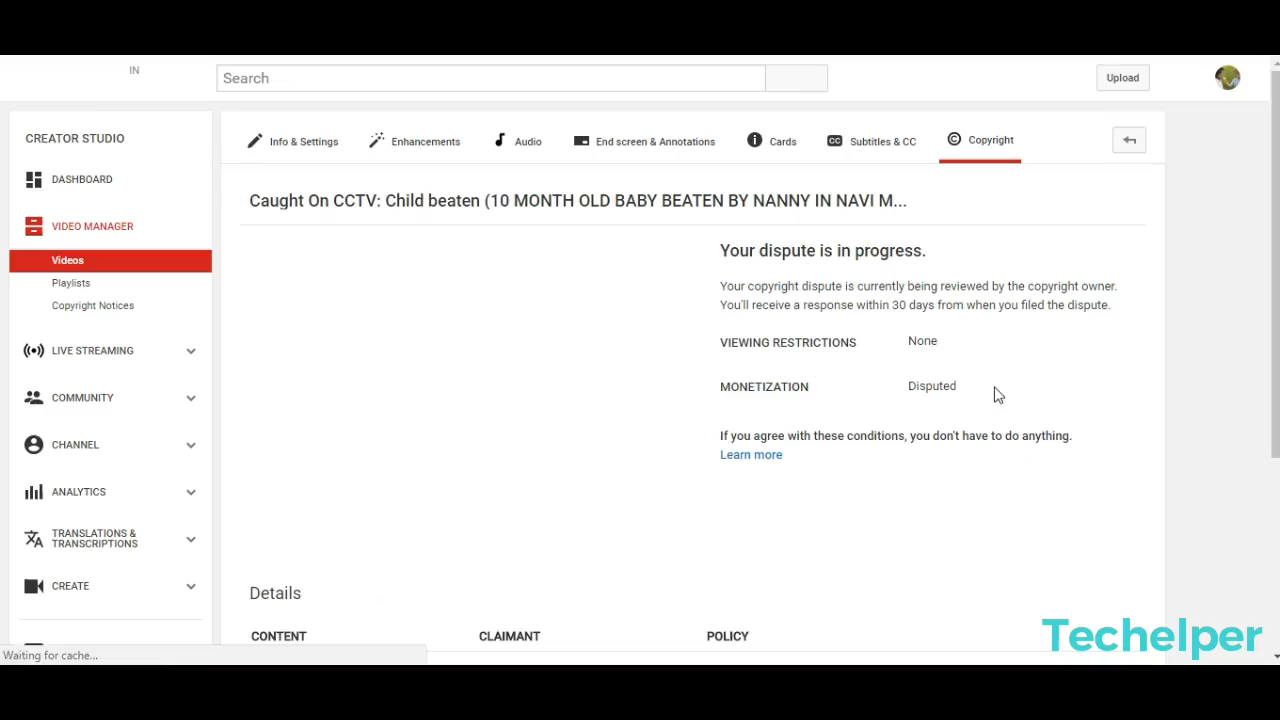 IN
Search
Upload
CREATOR STUDIO
DASHBOARD
VIDEO MANAGER
Videos
Playlists
Copyright Notices
LIVE STREAMING
COMMUNITY
CHANNEL
ANALYTICS
TRANSLATIONS &
TRANSCRIPTIONS
CREATE
Info & Settings
Enhancements
Audio
End screen & Annotations
Cards
CC Subtitles & CC
© Copyright
Caught On CCTV: Child beaten (10 MONTH OLD BABY BEATEN BY NANNY IN NAVI M...
Your dispute is in progress.
Your copyright dispute is currently being reviewed by the copyright owner.
You'll receive a response within 30 days from when you filed the dispute.
VIEWING RESTRICTIONS None
MONETIZATION Disputed
If you agree with these conditions, you don't have to do anything.
Learn more
Details
CONTENT CLAIMANT POLICY
Techelper
Waiting for cache...